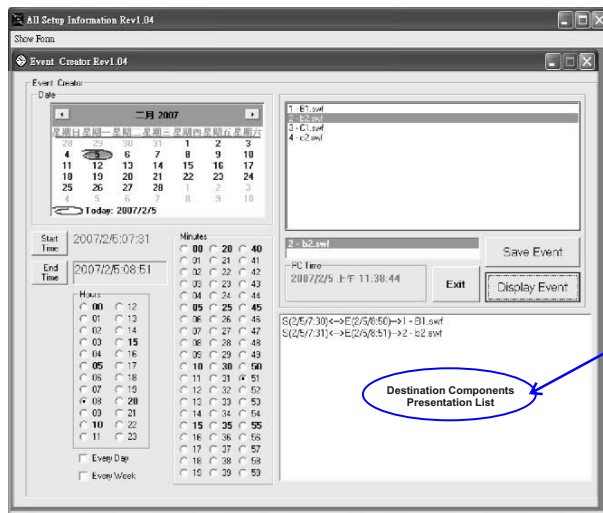 All Setup Information Rev1.04
Show Form
Event Creator Rev1.04
Event Creator
Date
二月 2007
星期日 星期一 星期二 星期三 星期四 星期五 星期六
28 29 30 31 1 2 3
4 5 6 7 8 9 10
11 12 13 14 15 16 17
18 19 20 21 22 23 24
25 26 27 28 1 2 3
4 5 6 7 8 9 10
Today: 2007/2/5
1 - B1.swf
2 - b2.swf
3 - C1.swf
4 - c2.swf
Start Time
2007/2/5:07:31
End Time
2007/2/5:08:51
Hours
00 12
01 13
02 14
03 15
04 16
05 17
06 18
07 19
08 20
09 21
10 22
11 23
Every Day
Every Week
Minutes
00 20 40
01 21 41
02 22 42
03 23 43
04 24 44
05 25 45
06 26 46
07 27 47
08 28 48
09 29 49
10 30 50
11 31 51
12 32 52
13 33 53
14 34 54
15 35 55
16 36 56
17 37 57
18 38 58
19 39 59
2 - b2.swf
Save Event
PC Time
2007/2/5 上午 11:38:44
Exit
Display Event
S(2/5/7:30)<-->E(2/5/8:50)-->1 - B1.swf
S(2/5/7:31)<-->E(2/5/8:51)-->2 - b2.swf
Destination Components
Presentation List